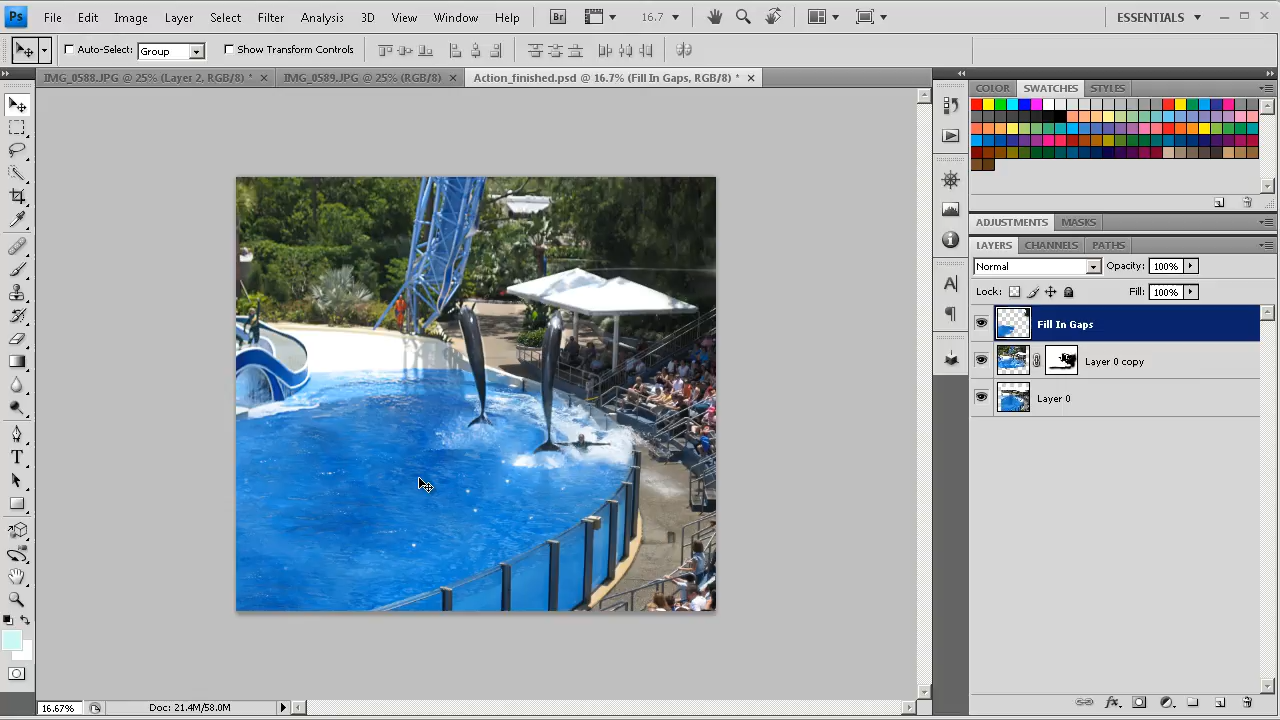 Ps File Edit Image Layer Select Filter Analysis 3D View Window Help Br 16.7 ESSENTIALS
Auto-Select: Group Show Transform Controls
IMG_0588.JPG @ 25% (Layer 2, RGB/8) * IMG_0589.JPG @ 25% (RGB/8) Action_finished.psd @ 16.7% (Fill In Gaps, RGB/8) *
COLOR SWATCHES STYLES
ADJUSTMENTS MASKS
LAYERS CHANNELS PATHS
Normal Opacity: 100%
Lock: Fill: 100%
Fill In Gaps
Layer 0 copy
Layer 0
16.67% Doc: 21.4M/58.0M